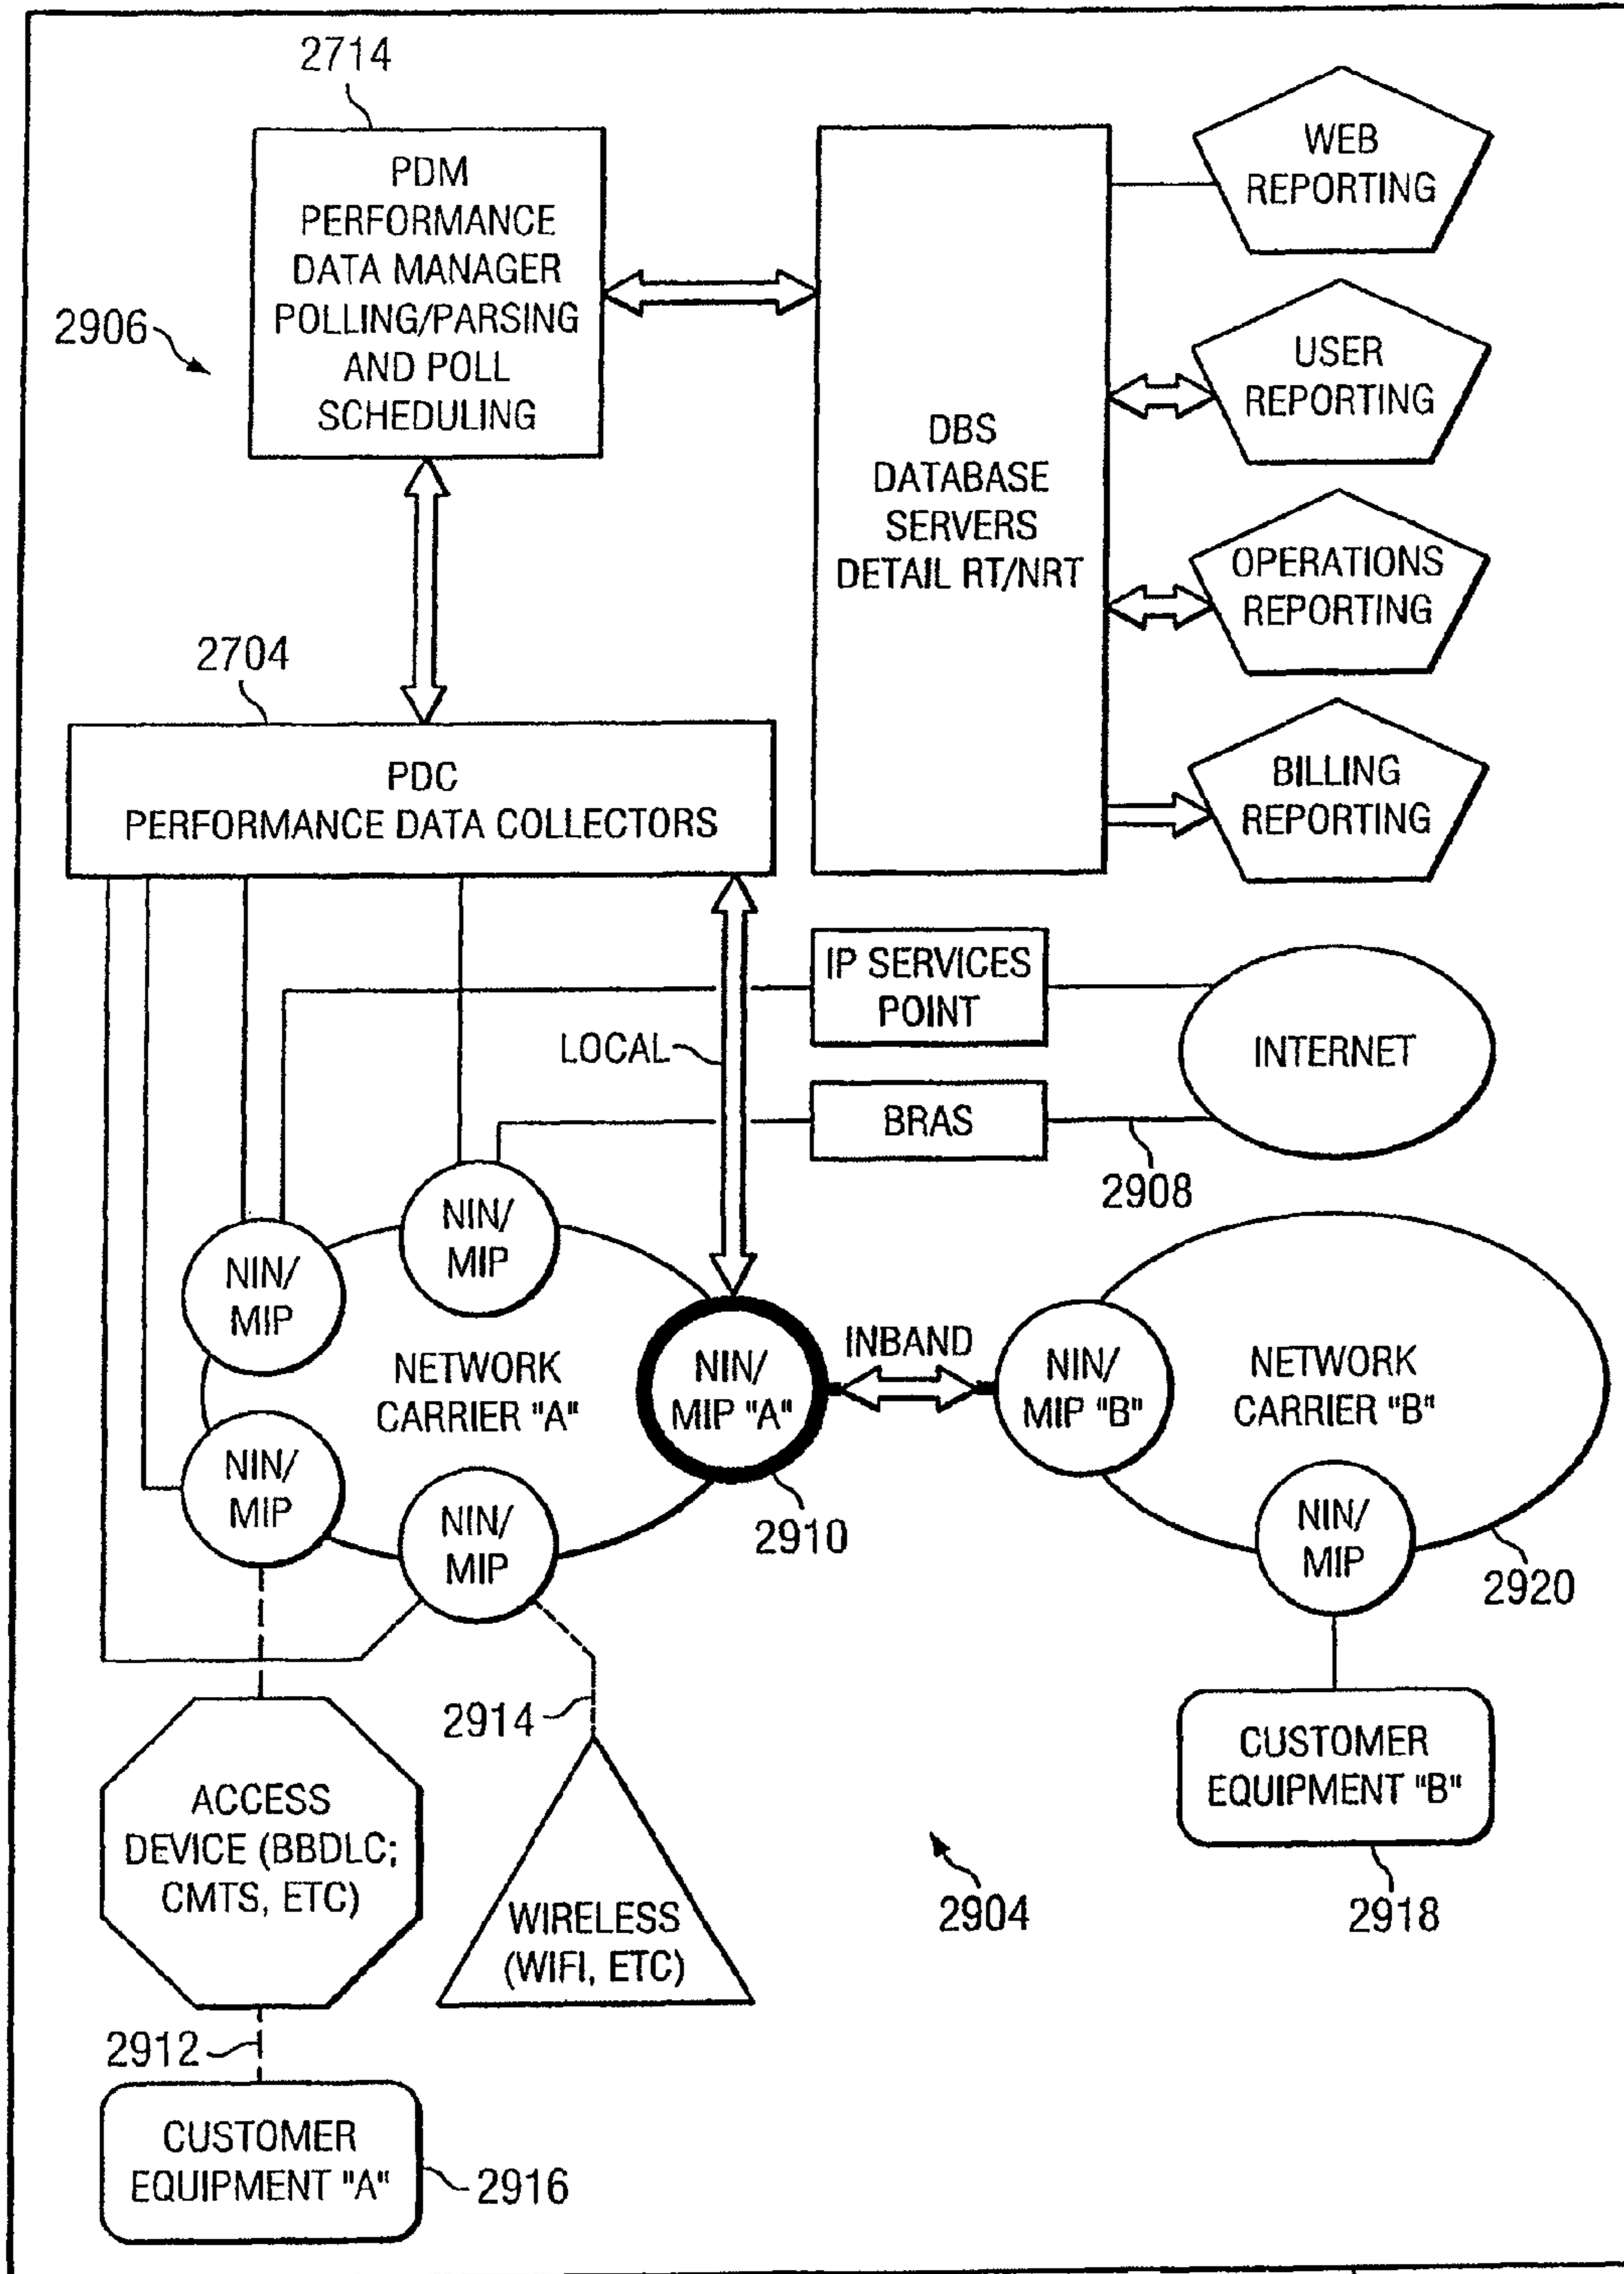 2714
PDM
PERFORMANCE
DATA MANAGER
POLLING/PARSING
AND POLL
SCHEDULING
2906
DBS
DATABASE
SERVERS
DETAIL RT/NRT
WEB
REPORTING
USER
REPORTING
OPERATIONS
REPORTING
BILLING
REPORTING
2704
PDC
PERFORMANCE DATA COLLECTORS
IP SERVICES
POINT
LOCAL
INTERNET
BRAS
2908
NIN/
MIP
NIN/
MIP
NETWORK
CARRIER "A"
NIN/
MIP "A"
INBAND
NIN/
MIP "B"
NETWORK
CARRIER "B"
NIN/
MIP
NIN/
MIP
2910
NIN/
MIP
2920
2914
ACCESS
DEVICE (BBDLC;
CMTS, ETC)
WIRELESS
(WIFI, ETC)
2904
CUSTOMER
EQUIPMENT "B"
2918
2912
CUSTOMER
EQUIPMENT "A"
2916